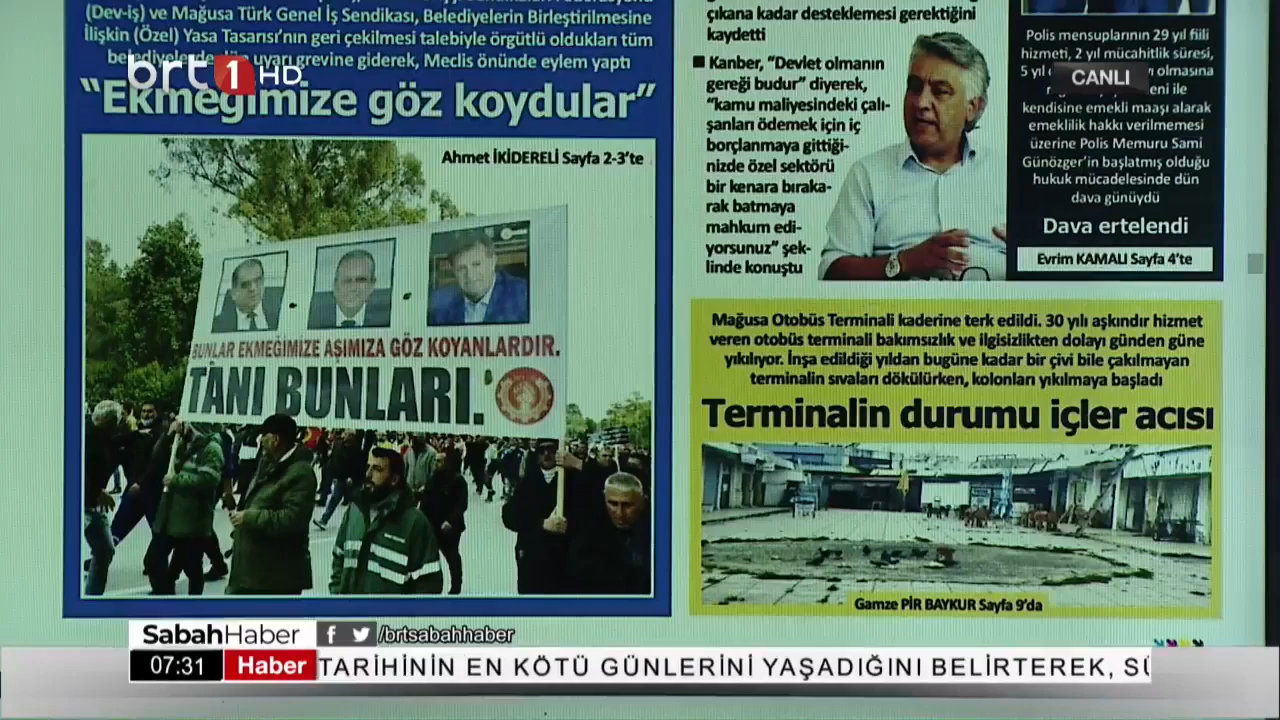 (Dev-iş) ve Mağusa Türk Genel İş Sendikası, Belediyelerin Birleştirilmesine
İlişkin (Özel) Yasa Tasarısı’nın geri çekilmesi talebiyle örgütlü oldukları tüm
uyarı grevine giderek, Meclis önünde eylem yaptı
“Ekmeğimize göz koydular”
Ahmet İKİDERELİ Sayfa 2-3’te
BUNLAR EKMEĞİMİZE AŞIMIZA GÖZ KOYANLARDIR.
TANI BUNLARI.
çıkana kadar desteklemesi gerektiğini
kaydetti
Kanber, “Devlet olmanın
gereği budur” diyerek,
“kamu maliyesindeki çalı-
şanları ödemek için iç
borçlanmaya gittiği-
nizde özel sektörü
bir kenara bıraka-
rak batmaya
mahkum edi-
yorsunuz” şek-
linde konuştu
Polis mensuplarının 29 yıl fiili
hizmeti, 2 yıl mücahitlik süresi,
5 yıl olmasına
ile
kendisine emekli maaşı alarak
emeklilik hakkı verilmemesi
üzerine Polis Memuru Sami
Günözger’in başlatmış olduğu
hukuk mücadelesinde dün
dava günüydü
Dava ertelendi
Evrim KAMALI Sayfa 4’te
Mağusa Otobüs Terminali kaderine terk edildi. 30 yılı aşkındır hizmet
veren otobüs terminali bakımsızlık ve ilgisizlikten dolayı günden güne
yıkılıyor. İnşa edildiği yıldan bugüne kadar bir çivi bile çakılmayan
terminalin sıvaları dökülürken, kolonları yıkılmaya başladı
Terminalin durumu içler acısı
Gamze PİR BAYKUR Sayfa 9’da
brt 1 HD
CANLI
SabahHaber
f /brtsabahhaber
07:31 Haber TARİHİNİN EN KÖTÜ GÜNLERİNİ YAŞADIĞINI BELİRTEREK,